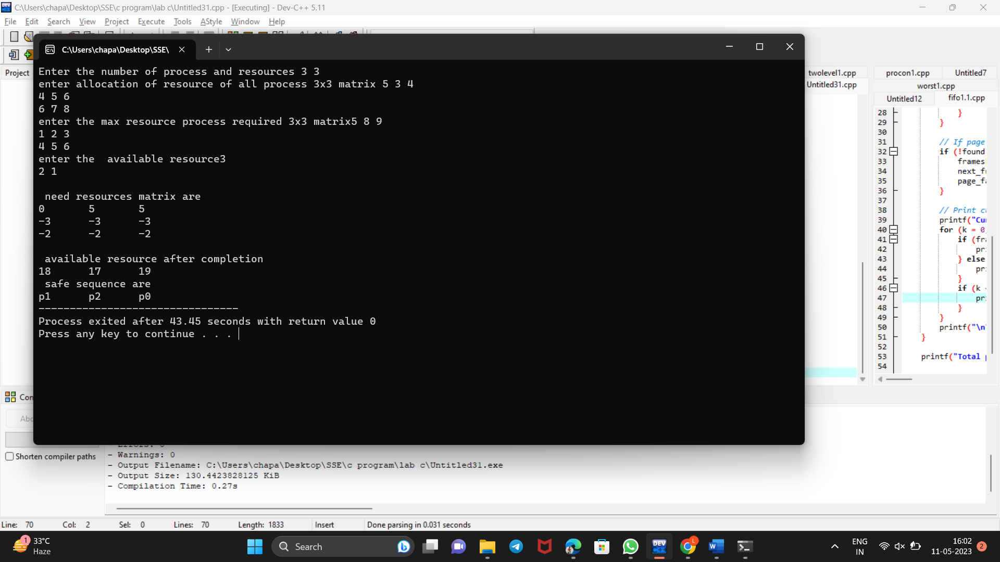 C:\Users\chapa\Desktop\SSE\c program\lab c\Untitled31.cpp - [Executing] - Dev-C++ 5.11
File Edit Search View Project Execute Tools AStyle Window Help
C:\Users\chapa\Desktop\SSE\
Project
twolevel1.cpp
Untitled31.cpp
procon1.cpp Untitled7
worst1.cpp
Untitled12 fifo1.1.cpp
Enter the number of process and resources 3 3
enter allocation of resource of all process 3x3 matrix 5 3 4
4 5 6
6 7 8
enter the max resource process required 3x3 matrix5 8 9
1 2 3
4 5 6
enter the  available resource3
2 1
need resources matrix are
0 5 5
-3 -3 -3
-2 -2 -2
available resource after completion
18 17 19
safe sequence are
p1 p2 p0
--------------------------------
Process exited after 43.45 seconds with return value 0
Press any key to continue . . .
28 }
29 }
30
31 // If page
32 if (!found
33 frames
34 next_f
35 page_f
36 }
37
38 // Print c
39 printf("Cu
40 for (k = 0
41 if (fr
42 pr
43 } else
44 pr
45 }
46 if (k
47 pr
48 }
49 }
50 printf("\n
51 }
52
53 printf("Total
54
Con
Abo
Shorten compiler paths
- Errors: 0
- Warnings: 0
- Output Filename: C:\Users\chapa\Desktop\SSE\c program\lab c\Untitled31.exe
- Output Size: 130.4423828125 KiB
- Compilation Time: 0.27s
Line: 70 Col: 2 Sel: 0 Lines: 70 Length: 1833 Insert Done parsing in 0.031 seconds
1
33°C
Haze
Search
DEV
C++
L
W
ENG
IN
16:02
11-05-2023
2